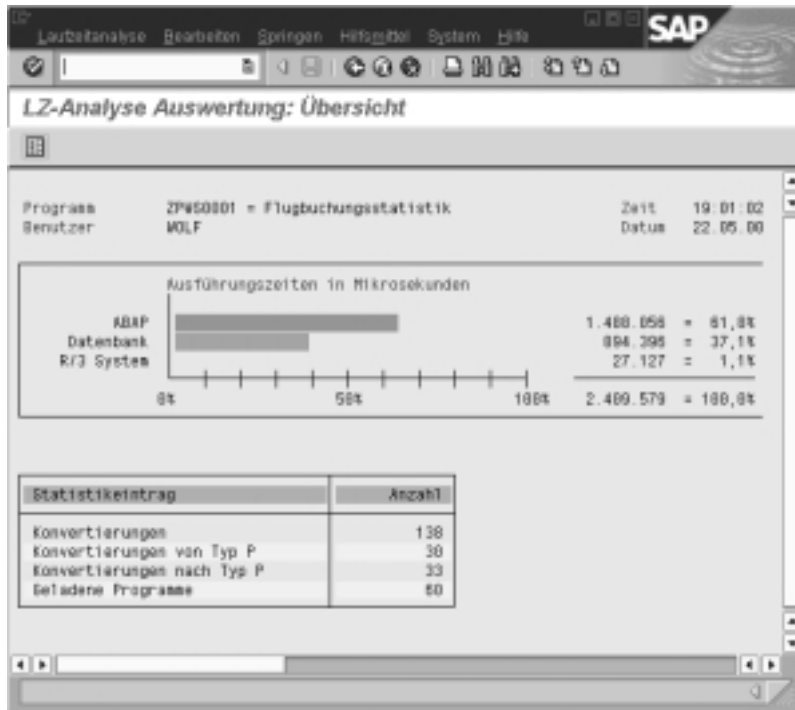 Laufzeitanalyse Bearbeiten Springen Hilfsmittel System Hilfe
SAP
LZ-Analyse Auswertung: Übersicht
Programm ZPWS0001 = Flugbuchungsstatistik Zeit 19:01:02
Benutzer WOLF Datum 22.05.00
Ausführungszeiten in Mikrosekunden
ABAP 1.488.056 = 61,8%
Datenbank 894.396 = 37,1%
R/3 System 27.127 = 1,1%
0% 50% 100% 2.409.579 = 100,0%
Statistikeintrag Anzahl
Konvertierungen
Konvertierungen von Typ P
Konvertierungen nach Typ P 33
Geladene Programme 60